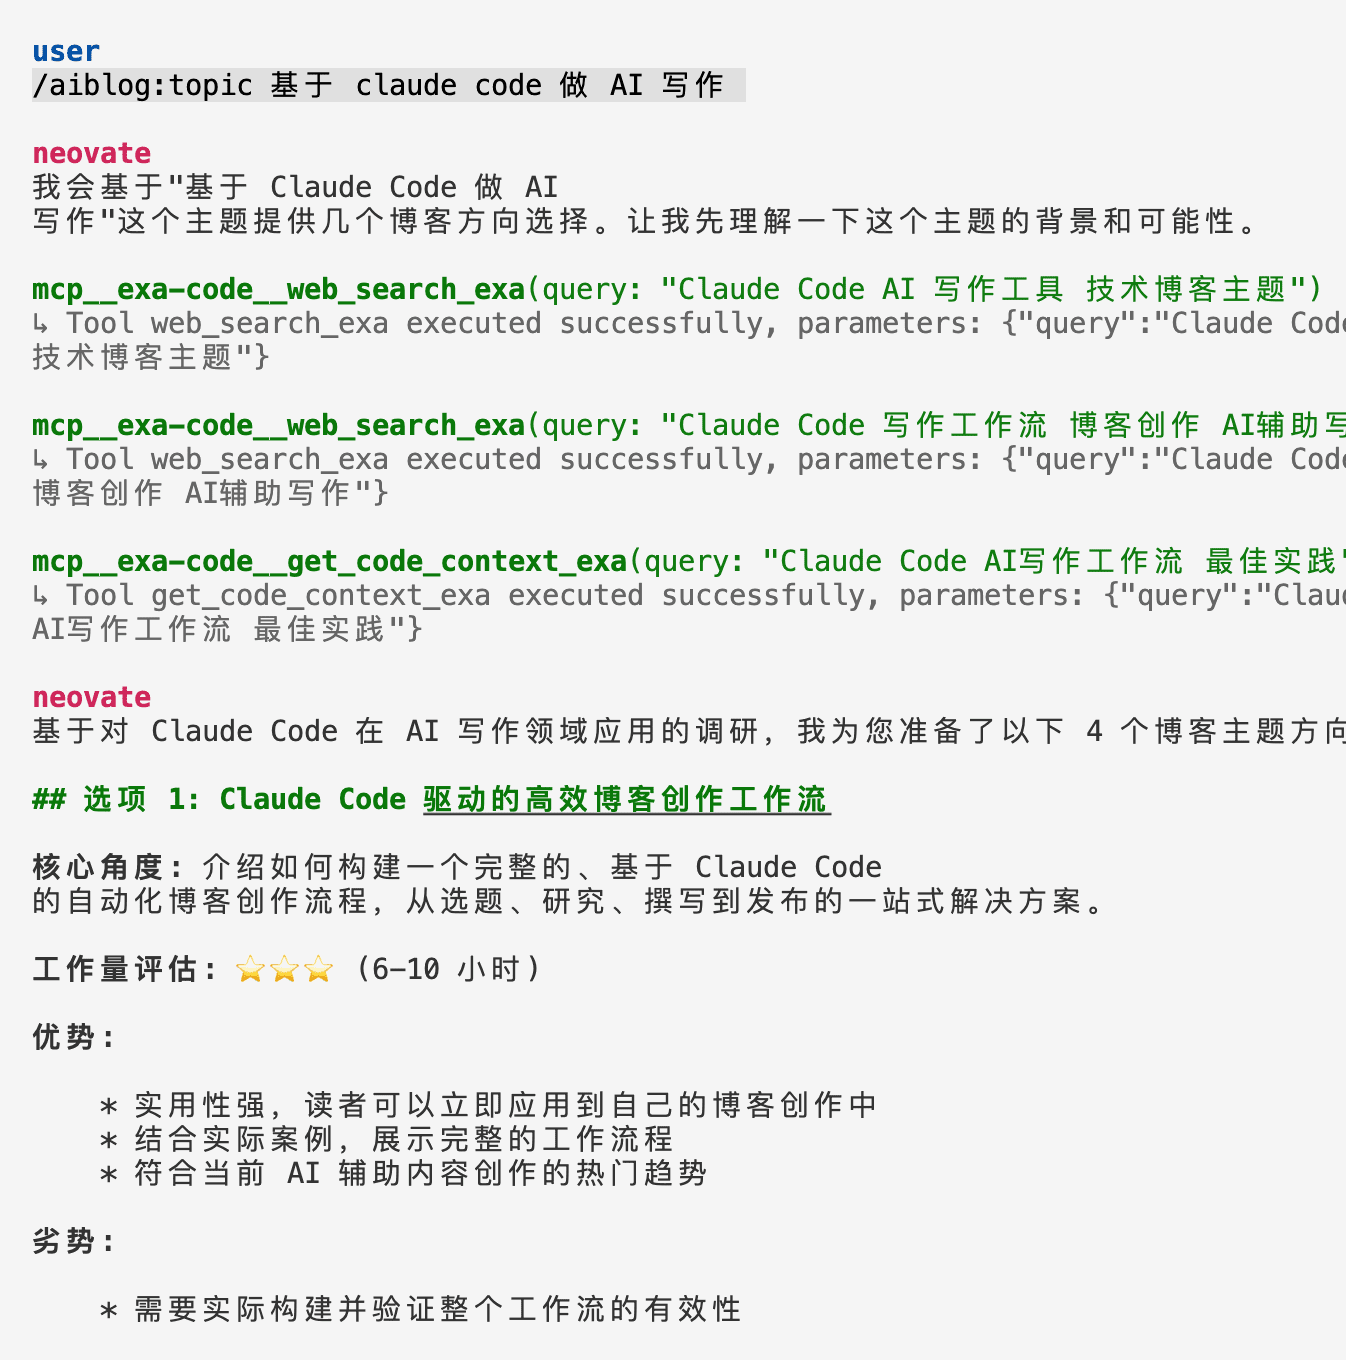 user
/aiblog:topic 基于 claude code 做 AI 写作
neovate
我会基于"基于 Claude Code 做 AI
写作"这个主题提供几个博客方向选择。让我先理解一下这个主题的背景和可能性。
mcp__exa-code__web_search_exa(query: "Claude Code AI 写作工具 技术博客主题")
↳ Tool web_search_exa executed successfully, parameters: {"query":"Claude Code
技术博客主题"}
mcp__exa-code__web_search_exa(query: "Claude Code 写作工作流 博客创作 AI辅助写
↳ Tool web_search_exa executed successfully, parameters: {"query":"Claude Code
博客创作 AI辅助写作"}
mcp__exa-code__get_code_context_exa(query: "Claude Code AI写作工作流 最佳实践"
↳ Tool get_code_context_exa executed successfully, parameters: {"query":"Clau
AI写作工作流 最佳实践"}
neovate
基于对 Claude Code 在 AI 写作领域应用的调研，我为您准备了以下 4 个博客主题方向
## 选项 1: Claude Code 驱动的高效博客创作工作流
核心角度: 介绍如何构建一个完整的、基于 Claude Code
的自动化博客创作流程，从选题、研究、撰写到发布的一站式解决方案。
工作量评估: ⭐⭐⭐ (6-10 小时)
优势:
* 实用性强，读者可以立即应用到自己的博客创作中
* 结合实际案例，展示完整的工作流程
* 符合当前 AI 辅助内容创作的热门趋势
劣势:
* 需要实际构建并验证整个工作流的有效性